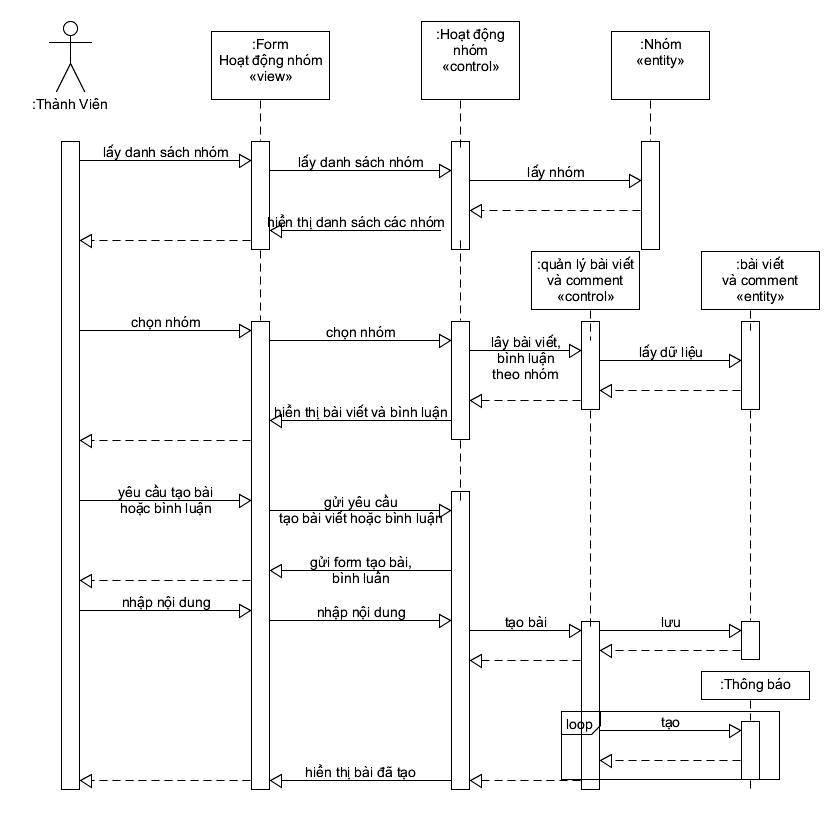 :Thành Viên
:Form
Hoạt động nhóm
«view»
:Hoạt động
nhóm
«control»
:Nhóm
«entity»
lấy danh sách nhóm
lấy danh sách nhóm
lấy nhóm
hiển thị danh sách các nhóm
:quản lý bài viết
và comment
«control»
:bài viết
và comment
«entity»
chọn nhóm
chọn nhóm
lây bài viết,
bình luận
theo nhóm
lấy dữ liệu
hiển thị bài viết và bình luận
yêu cầu tạo bài
hoặc bình luận
gửi yêu cầu
tạo bài viết hoặc bình luận
gửi form tạo bài,
bình luân
nhập nội dung
nhập nội dung
tạo bài
lưu
:Thông báo
loop
tạo
hiển thị bài đã tạo